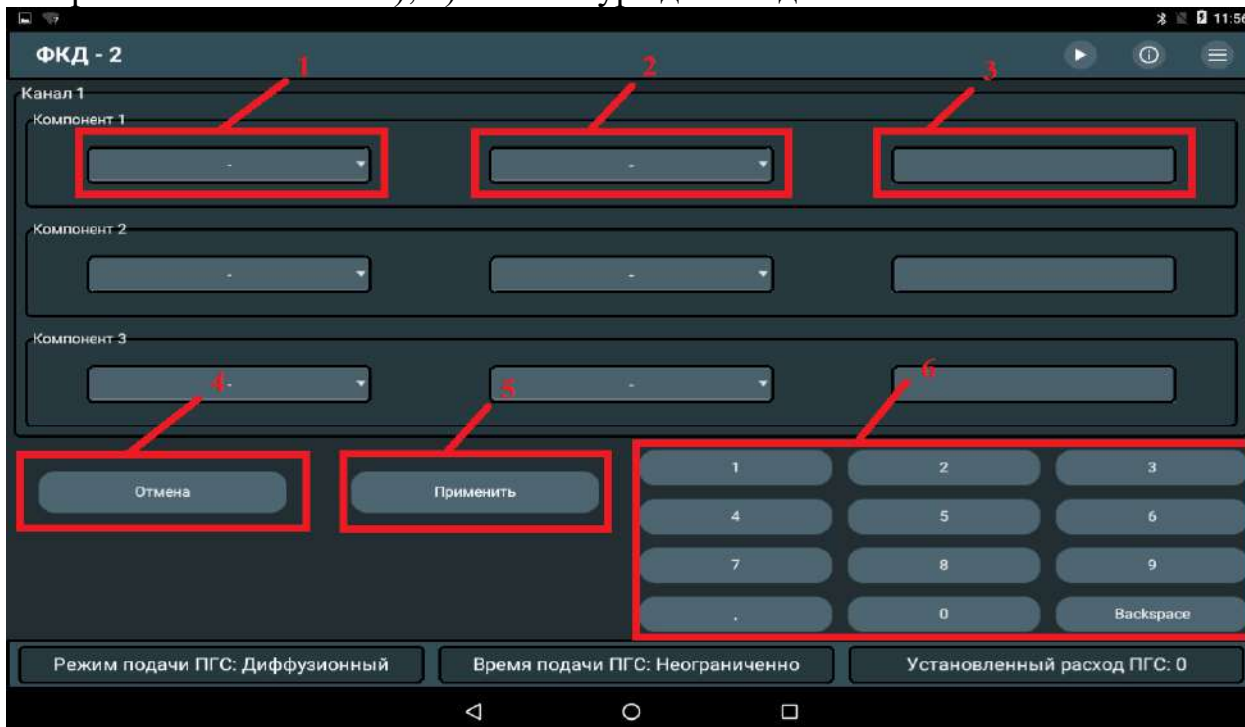 11:56
ФКД - 2
1
2
3
Канал 1
Компонент 1
-
-
Компонент 2
-
-
Компонент 3
-
-
4
5
6
Отмена
Применить
1
2
3
4
5
6
7
8
9
.
0
Backspace
Режим подачи ПГС: Диффузионный
Время подачи ПГС: Неограниченно
Установленный расход ПГС: 0